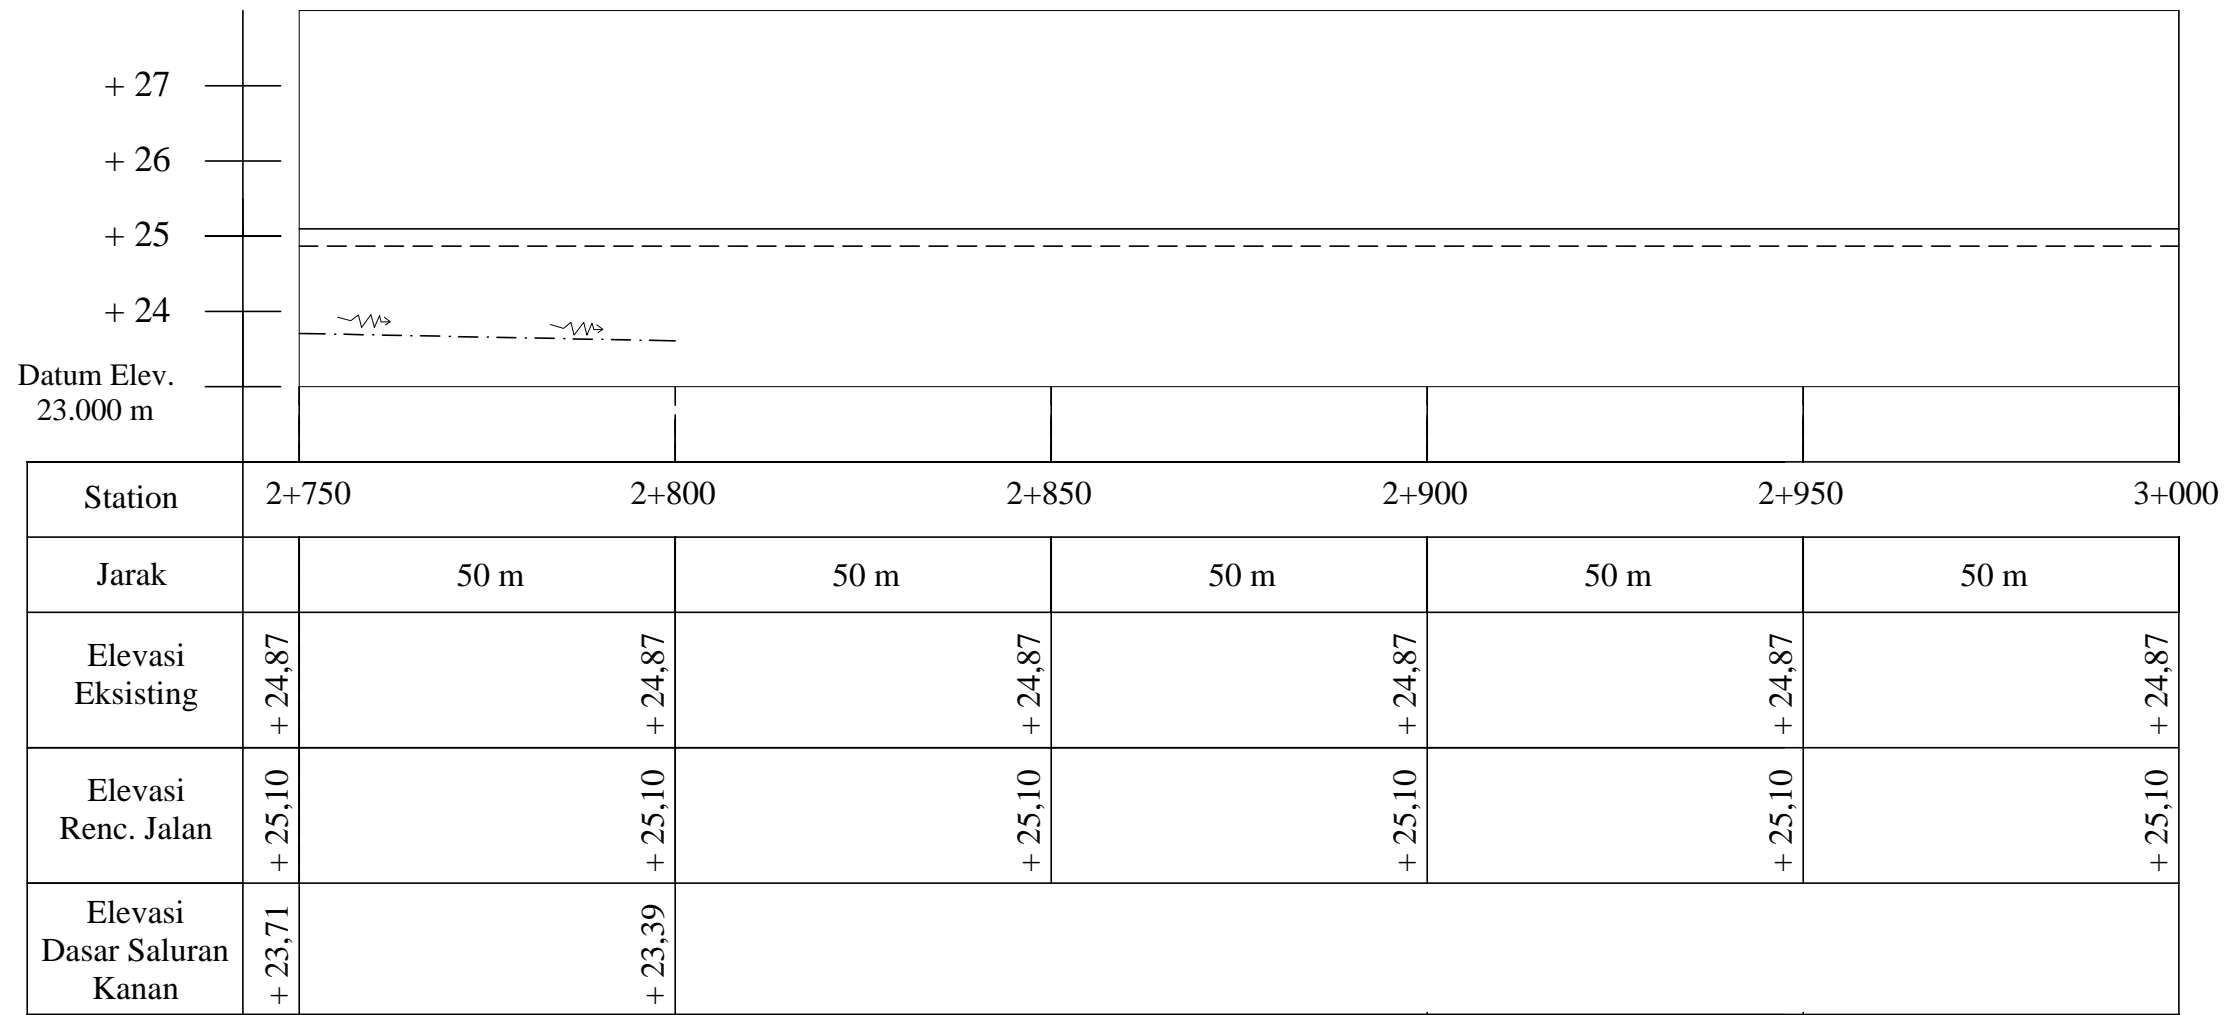 + 27
+ 26
+ 25
+ 24
Datum Elev.
23.000 m
Station 2+750 2+800 2+850 2+900 2+950 3+000
Jarak 50 m 50 m 50 m 50 m 50 m
Elevasi
Eksisting
+ 24,87 + 24,87 + 24,87 + 24,87 + 24,87 + 24,87
Elevasi
Renc. Jalan
+ 25,10 + 25,10 + 25,10 + 25,10 + 25,10 + 25,10
Elevasi
Dasar Saluran
Kanan
+ 23,71 + 23,39